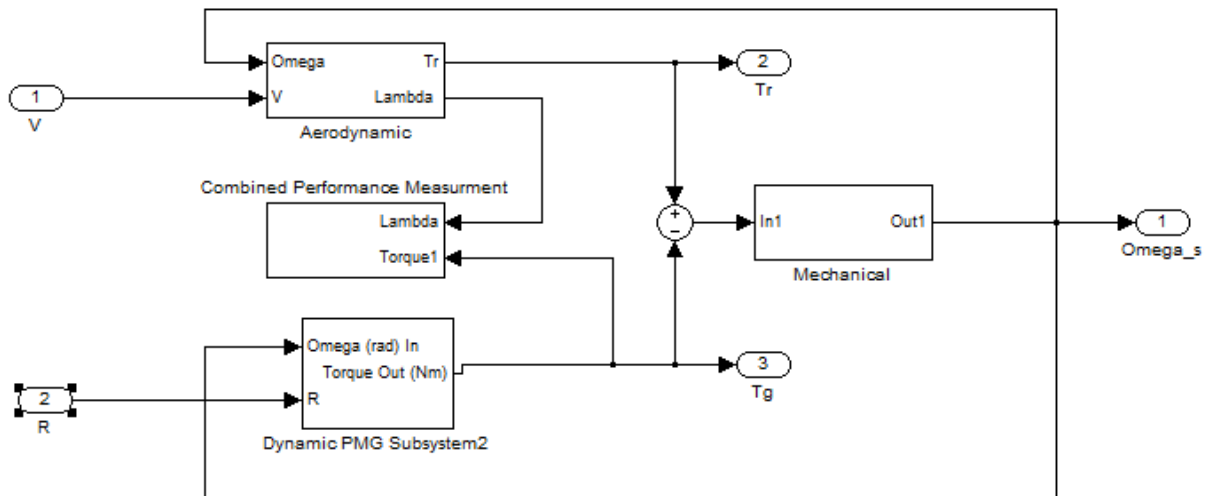 Omega
Tr
2
Tr
1
V
V
Lambda
Aerodynamic
Combined Performance Measurment
Lambda
Torque1
+
−
In1
Out1
Mechanical
1
Omega_s
Omega (rad) In
Torque Out (Nm)
R
Dynamic PMG Subsystem2
2
R
3
Tg